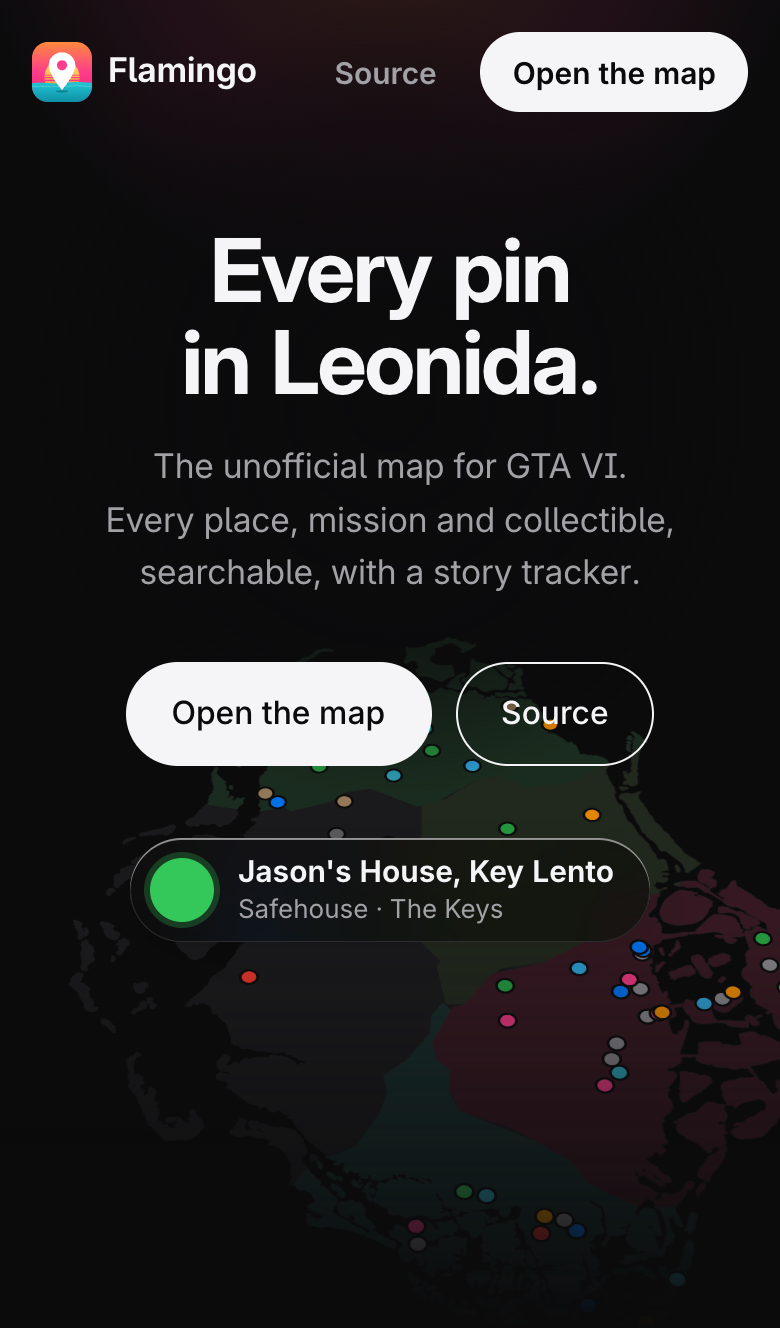 Flamingo
Source
Open the map
Every pin
in Leonida.
The unofficial map for GTA VI.
Every place, mission and collectible,
searchable, with a story tracker.
Open the map
Source
Jason's House, Key Lento
Safehouse · The Keys